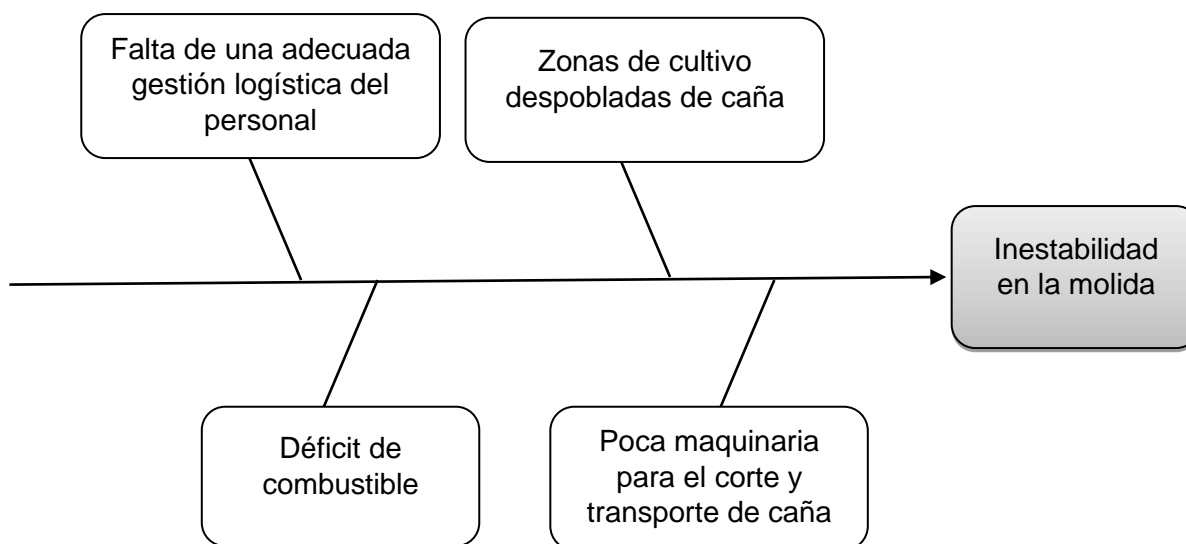 Falta de una adecuada
gestión logística del
personal
Zonas de cultivo
despobladas de caña
Inestabilidad
en la molida
Déficit de
combustible
Poca maquinaria
para el corte y
transporte de caña